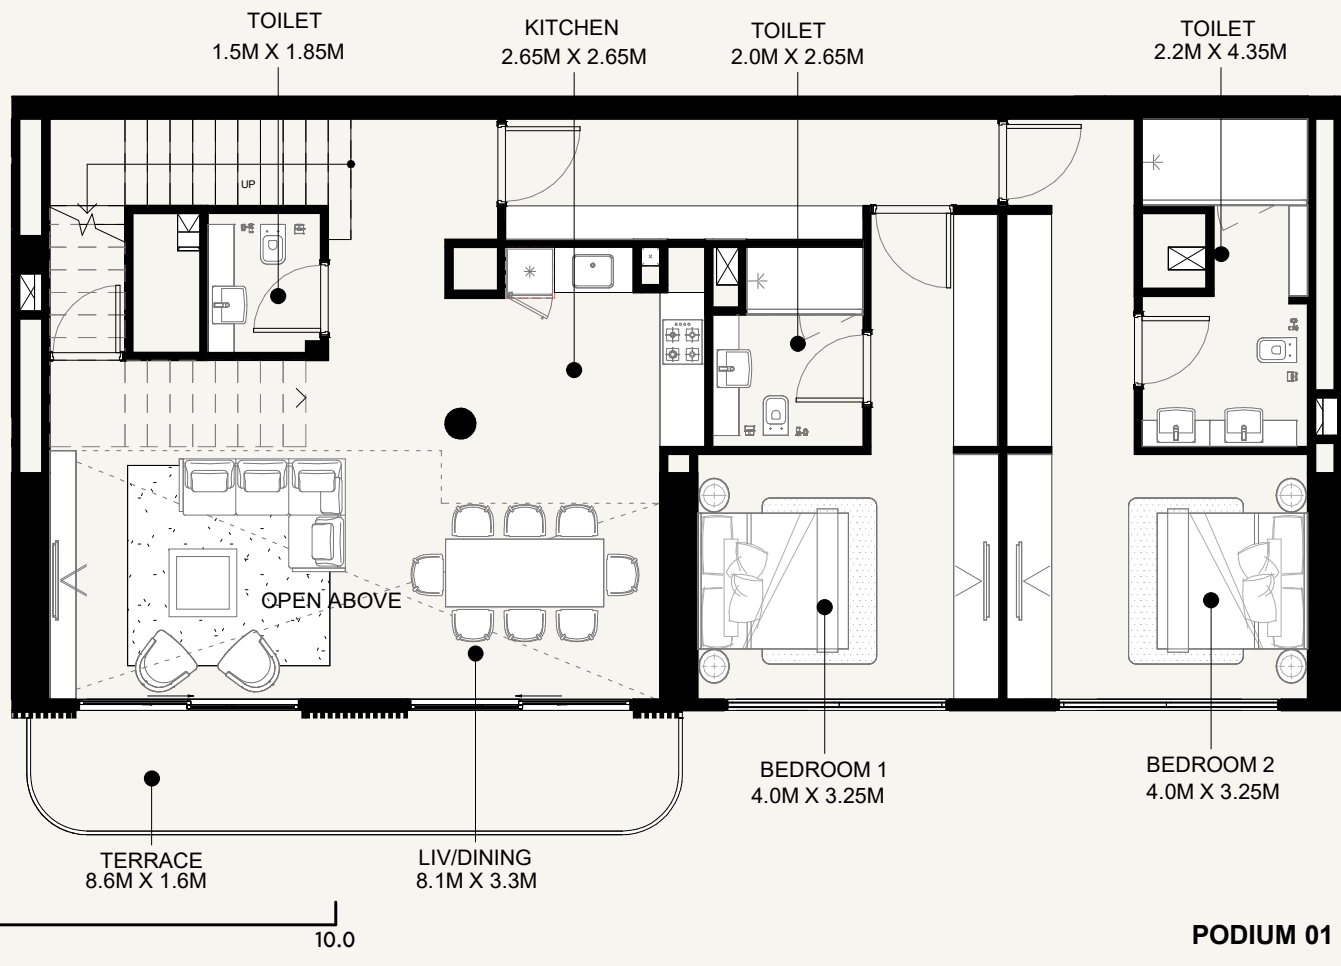 TOILET
1.5M X 1.85M
KITCHEN
2.65M X 2.65M
TOILET
2.0M X 2.65M
TOILET
2.2M X 4.35M
UP
OPEN ABOVE
BEDROOM 1
4.0M X 3.25M
BEDROOM 2
4.0M X 3.25M
TERRACE
8.6M X 1.6M
LIV/DINING
8.1M X 3.3M
10.0
PODIUM 01